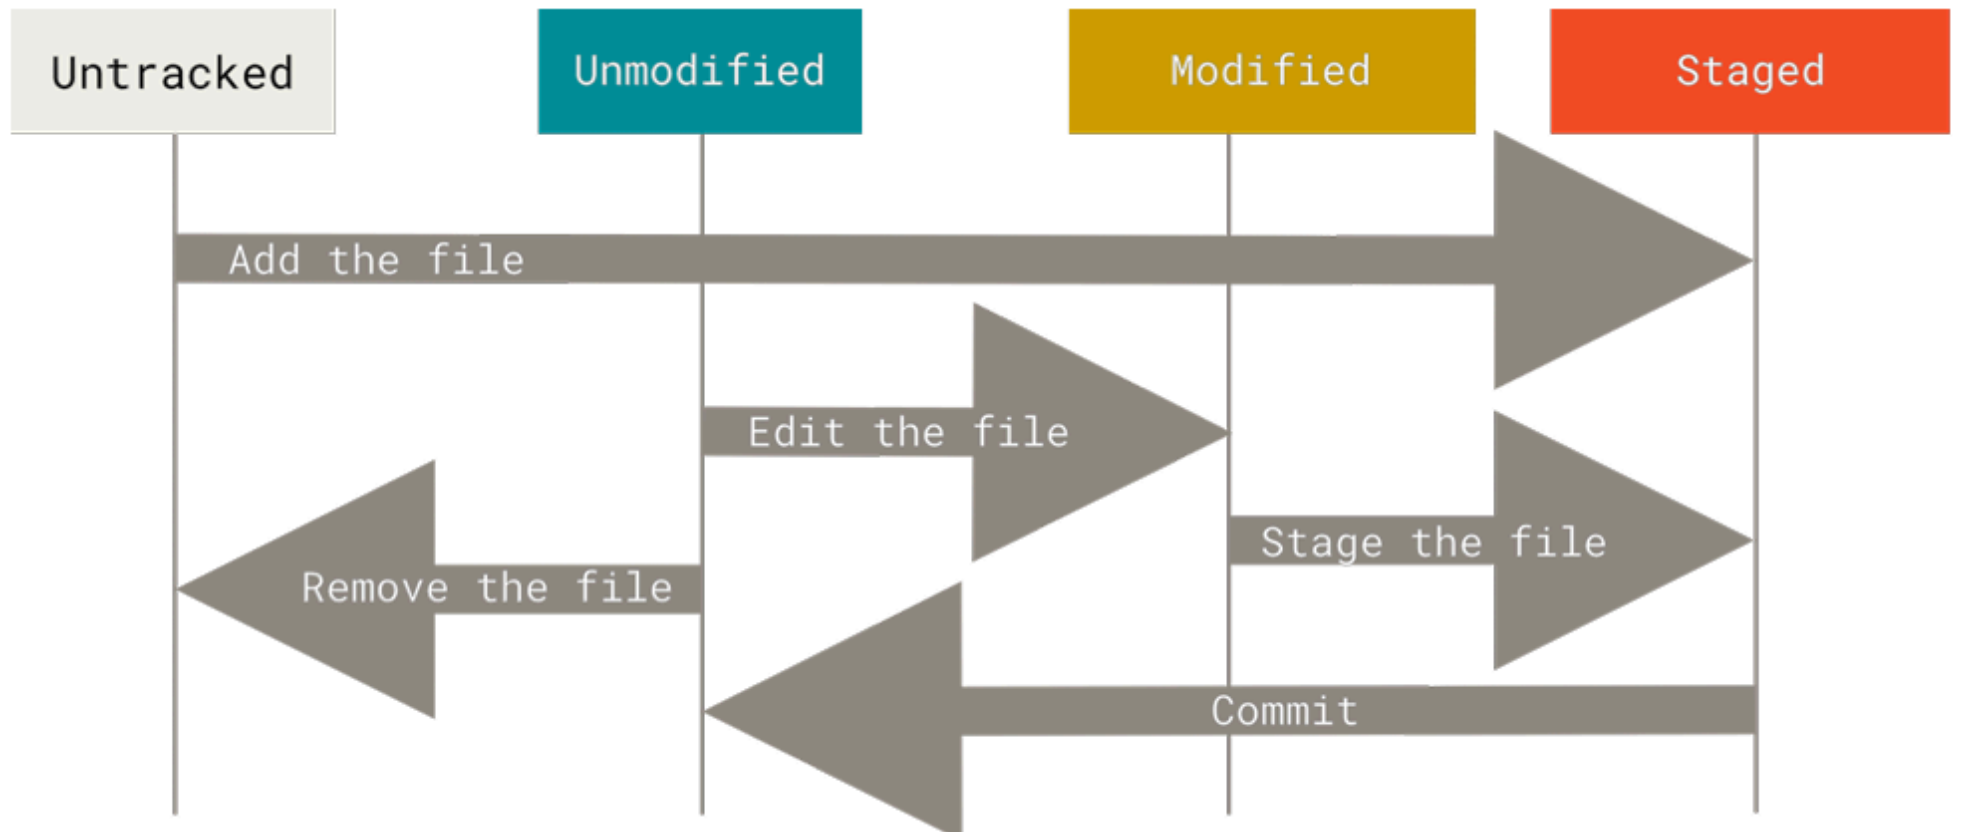 Untracked
Unmodified
Modified
Staged
Add the file
Edit the file
Stage the file
Remove the file
Commit